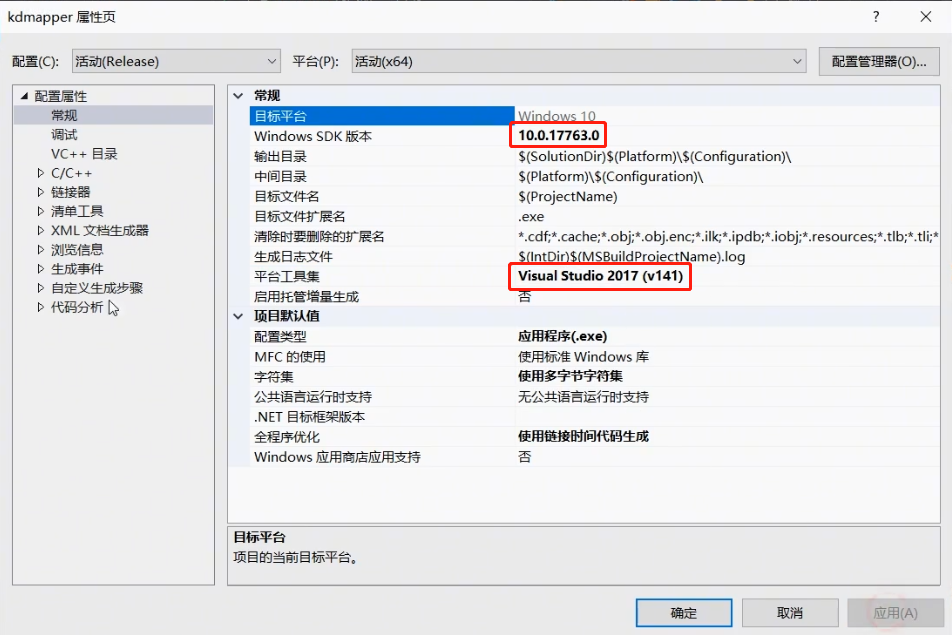 kdmapper 属性页
配置(C): 活动(Release) 平台(P): 活动(x64) 配置管理器(O)...
配置属性
常规
调试
VC++ 目录
C/C++
链接器
清单工具
XML 文档生成器
浏览信息
生成事件
自定义生成步骤
代码分析
常规
目标平台 Windows 10
Windows SDK 版本 10.0.17763.0
输出目录 $(SolutionDir)$(Platform)\$(Configuration)\
中间目录 $(Platform)\$(Configuration)\
目标文件名 $(ProjectName)
目标文件扩展名 .exe
清除时要删除的扩展名 *.cdf;*.cache;*.obj;*.obj.enc;*.ilk;*.ipdb;*.iobj;*.resources;*.tlb;*.tli;*
生成日志文件 $(IntDir)$(MSBuildProjectName).log
平台工具集 Visual Studio 2017 (v141)
启用托管增量生成 否
项目默认值
配置类型 应用程序(.exe)
MFC 的使用 使用标准 Windows 库
字符集 使用多字节字符集
公共语言运行时支持 无公共语言运行时支持
.NET 目标框架版本
全程序优化 使用链接时间代码生成
Windows 应用商店应用支持 否
目标平台
项目的当前目标平台。
确定 取消 应用(A)